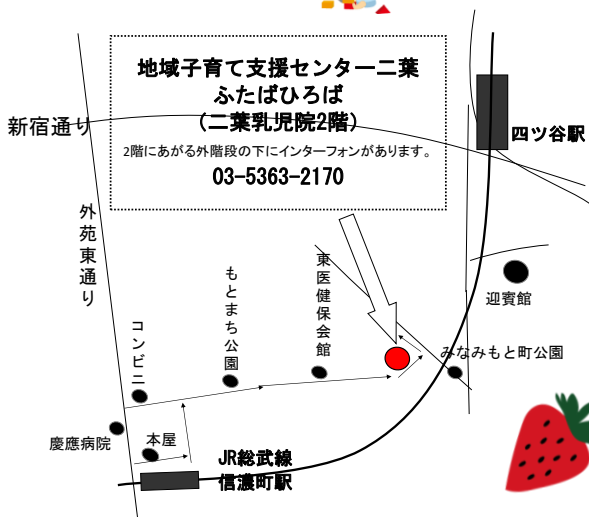 地域子育て支援センター二葉
ふたばひろば
(二葉乳児院2階)
2階にあがる外階段の下にインターフォンがあります。
03-5363-2170
新宿通り
四ツ谷駅
外苑東通り
迎賓館
東医健保会館
もとまち公園
コンビニ
みなみもと町公園
慶應病院
本屋
JR総武線
信濃町駅